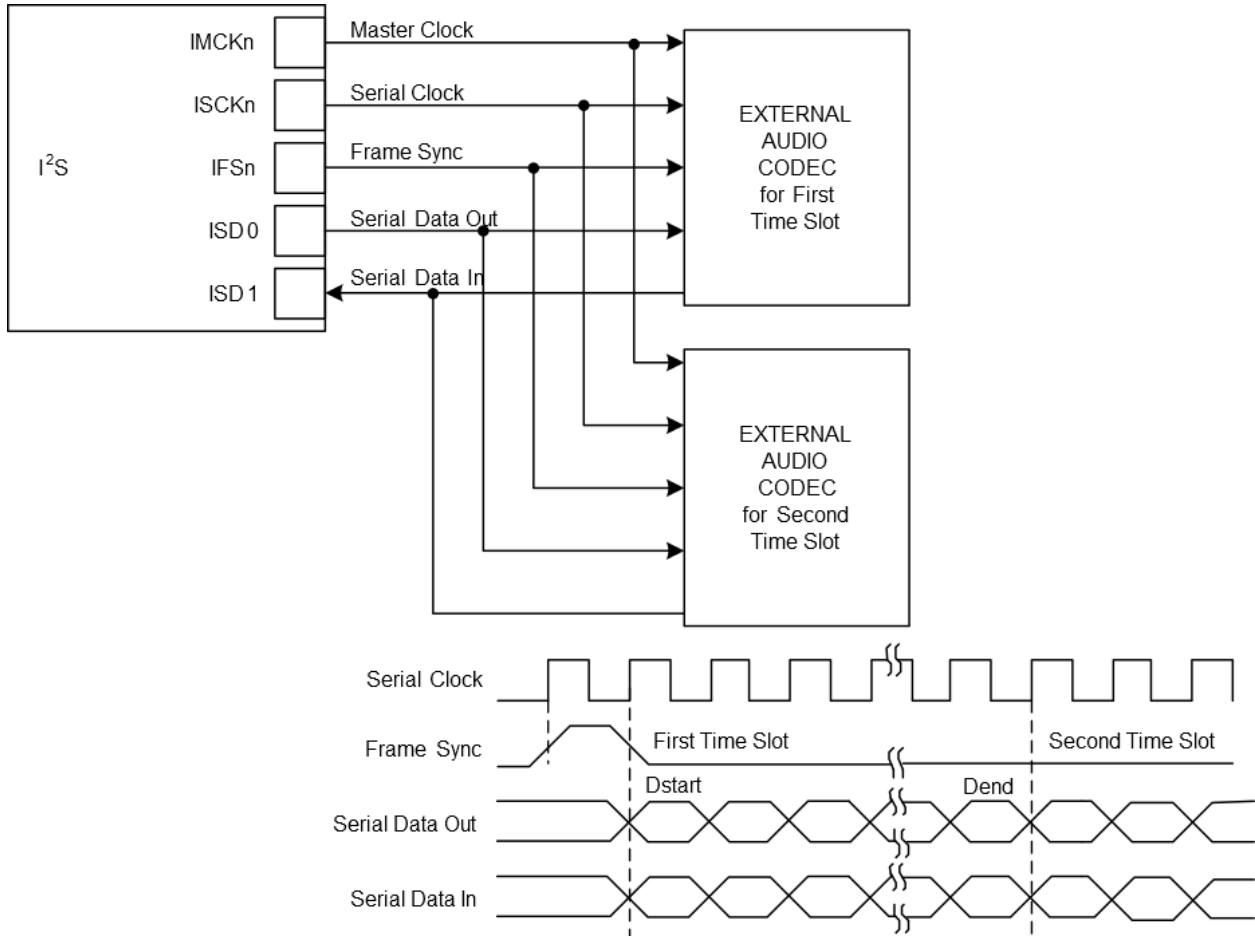 IMCKn
Master Clock
ISCKn
Serial Clock
I²S
IFSn
Frame Sync
ISD0
Serial Data Out
ISD1
Serial Data In
EXTERNAL
AUDIO
CODEC
for First
Time Slot
EXTERNAL
AUDIO
CODEC
for Second
Time Slot
Serial Clock
Frame Sync
First Time Slot
Second Time Slot
Dstart
Dend
Serial Data Out
Serial Data In